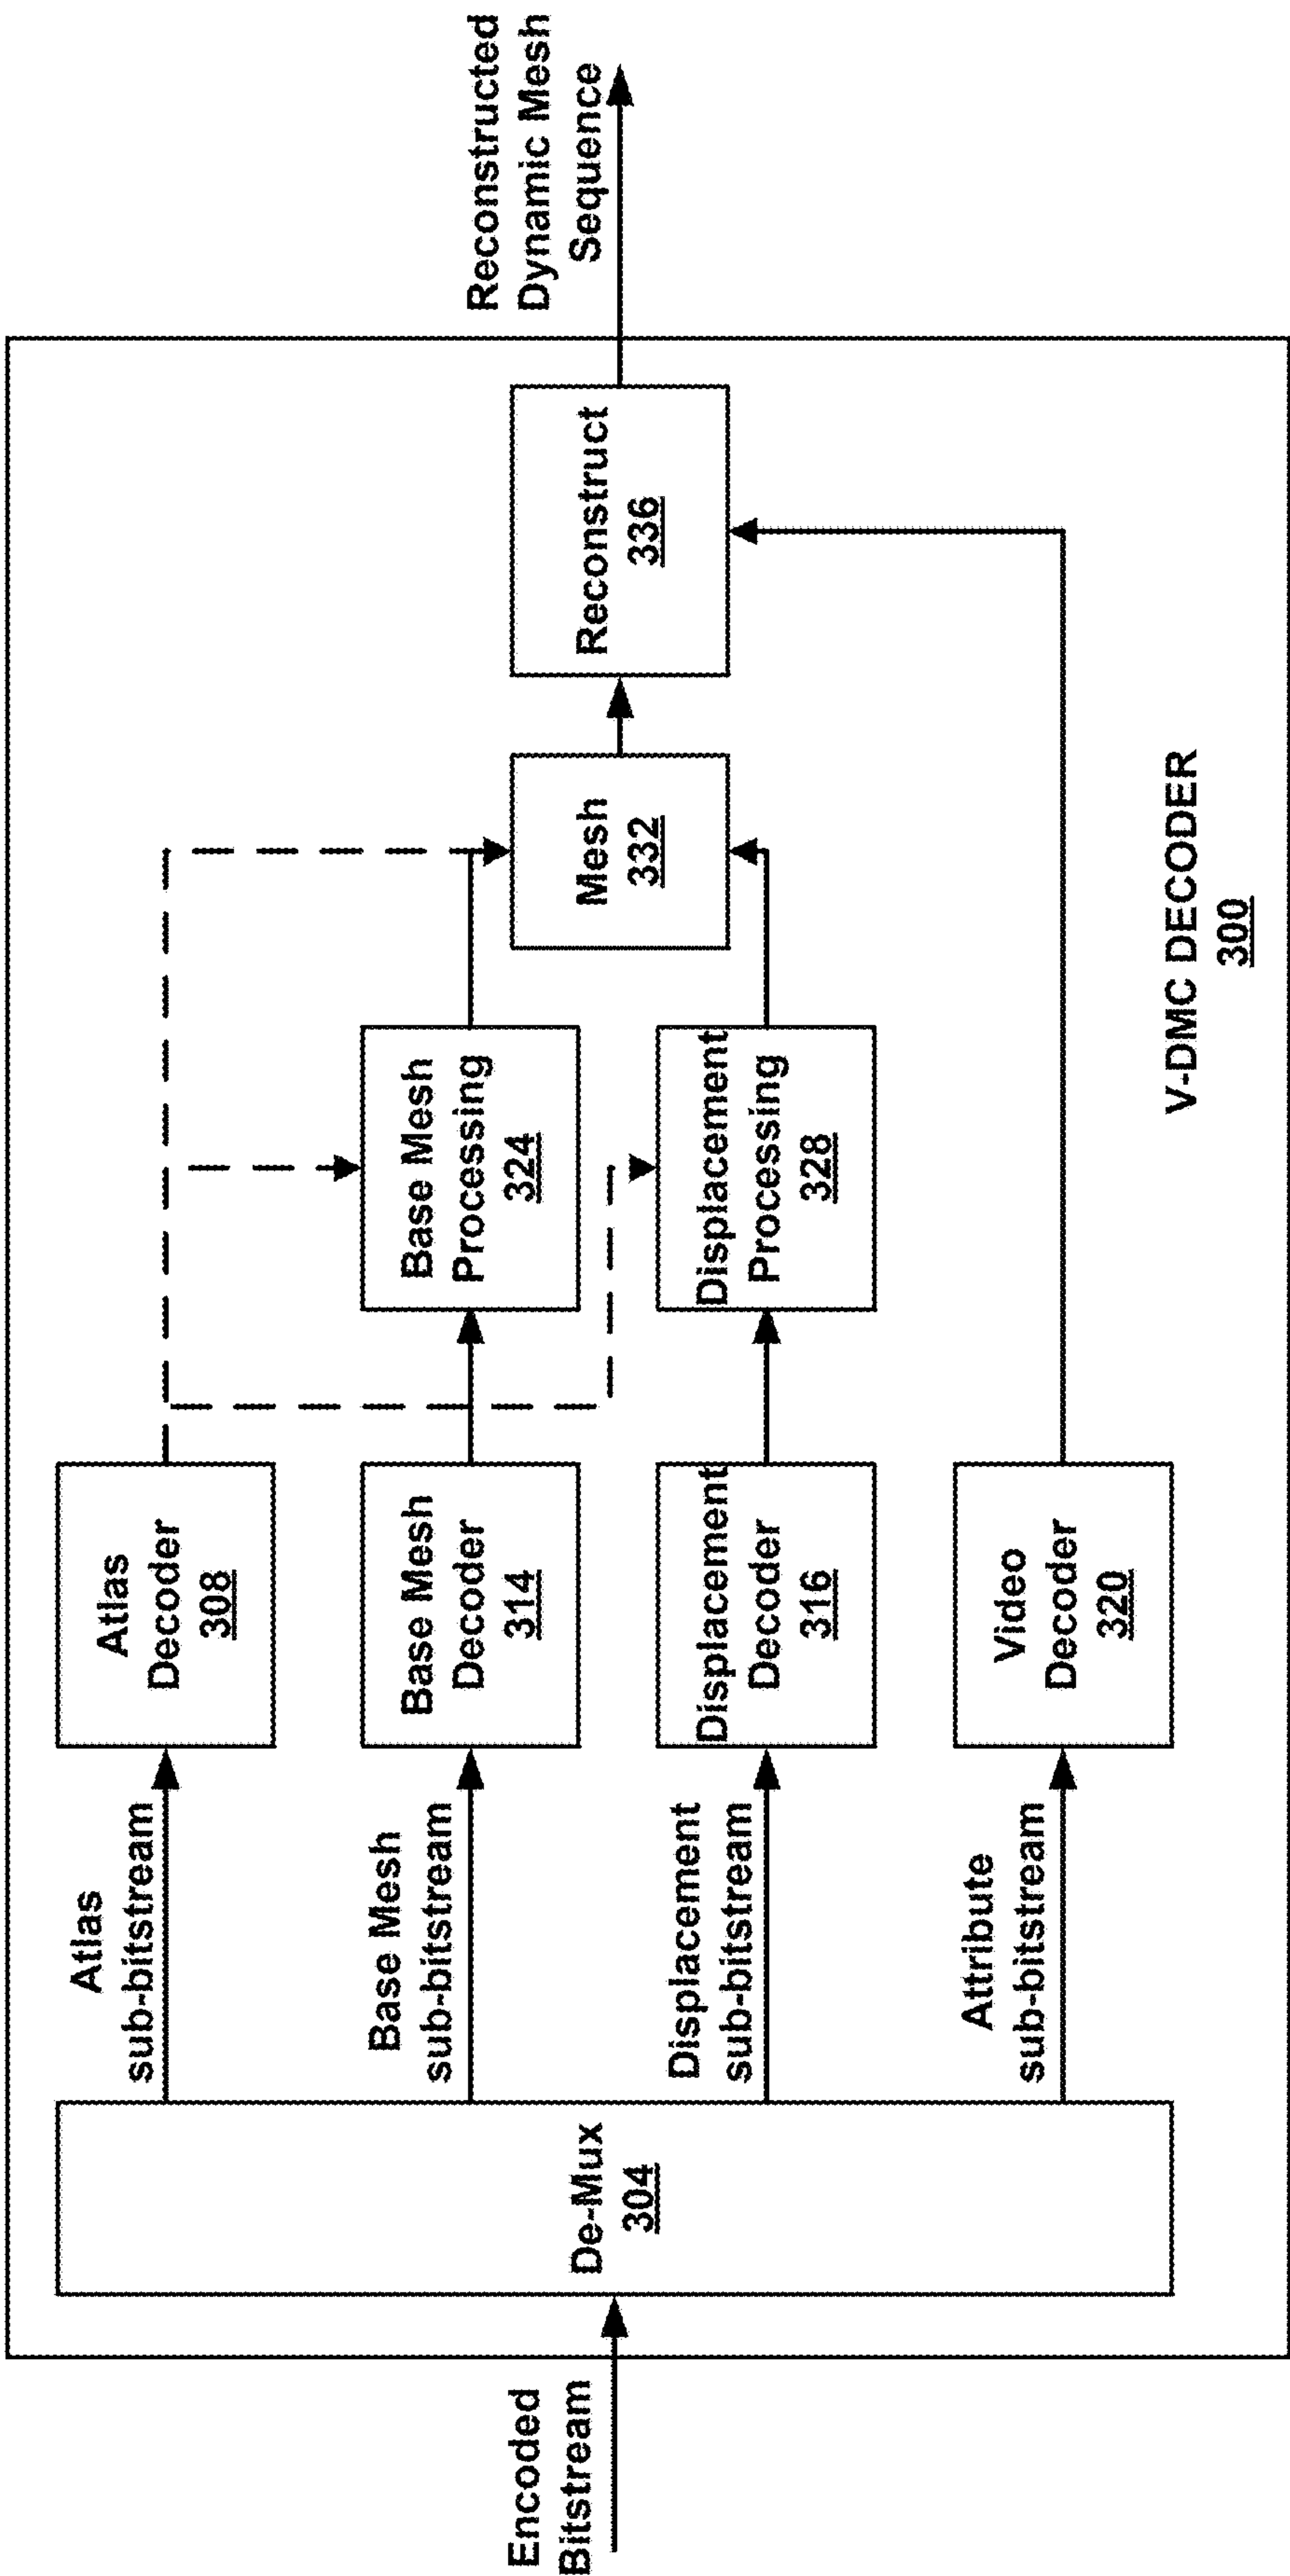 Encoded
Bitstream
De-Mux
304
Atlas
sub-bitstream
Base Mesh
sub-bitstream
Displacement
sub-bitstream
Attribute
sub-bitstream
Atlas
Decoder
308
Base Mesh
Decoder
314
Displacement
Decoder
316
Video
Decoder
320
Base Mesh
Processing
324
Displacement
Processing
328
Mesh
332
Reconstruct
336
Reconstructed
Dynamic Mesh
Sequence
V-DMC DECODER
300